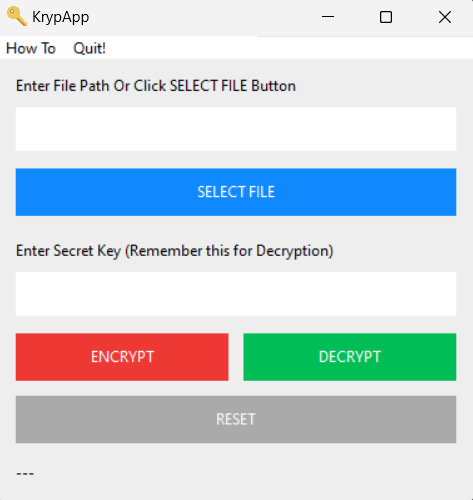 KrypApp
How To Quit!
Enter File Path Or Click SELECT FILE Button
SELECT FILE
Enter Secret Key (Remember this for Decryption)
ENCRYPT DECRYPT
RESET
---